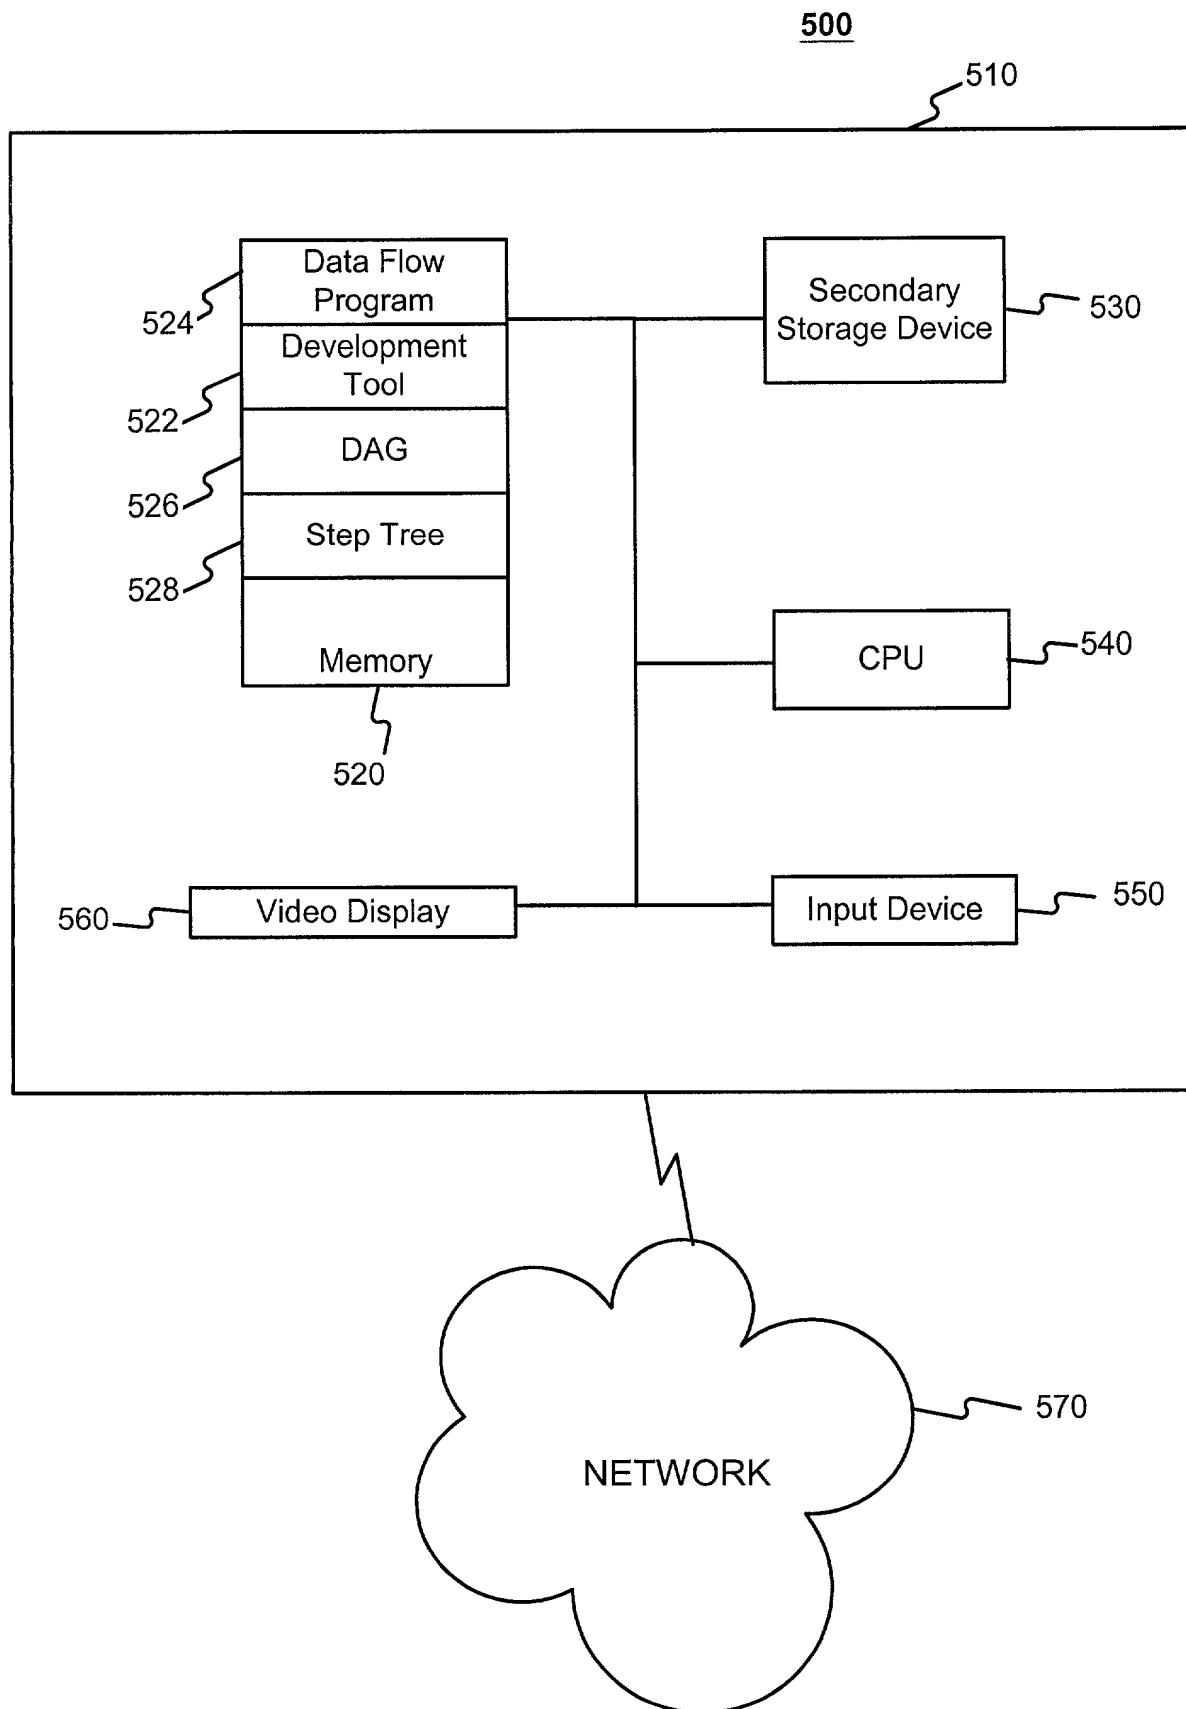 500
510
Data Flow
Program
524
Secondary
Storage Device
530
Development
Tool
522
DAG
526
Step Tree
528
Memory
520
CPU
540
Video Display
560
Input Device
550
570
NETWORK